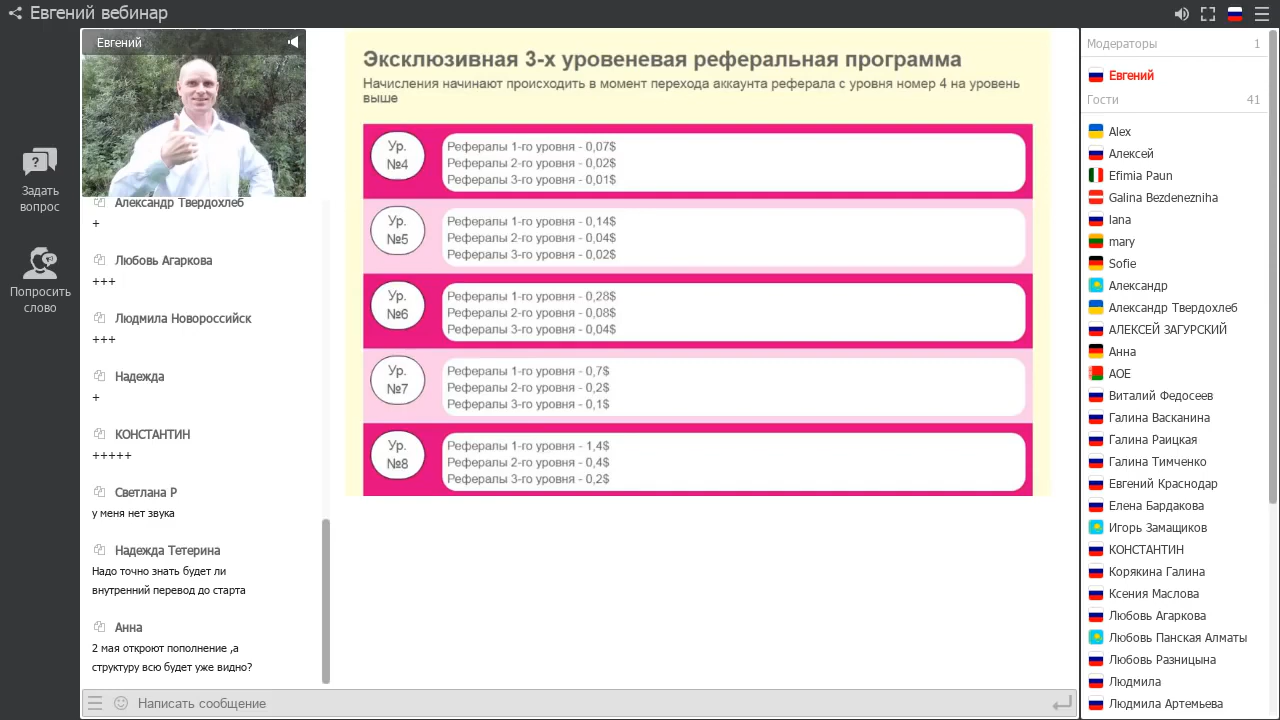 Евгений вебинар
Задать
вопрос
Попросить
слово
Евгений
Александр Твердохлеб
+
Любовь Агаркова
+++
Людмила Новороссийск
+++
Надежда
+
КОНСТАНТИН
+++++
Светлана Р
у меня нет звука
Надежда Тетерина
Надо точно знать будет ли
внутренний перевод до старта
Анна
2 мая откроют пополнение ,а
структуру всю будет уже видно?
Написать сообщение
Эксклюзивная 3-х уровеневая реферальная программа
Начисления начинают происходить в момент перехода аккаунта реферала с уровня номер 4 на уровень
выше
Ур.
№4
Рефералы 1-го уровня - 0,07$
Рефералы 2-го уровня - 0,02$
Рефералы 3-го уровня - 0,01$
Ур.
№5
Рефералы 1-го уровня - 0,14$
Рефералы 2-го уровня - 0,04$
Рефералы 3-го уровня - 0,02$
Ур.
№6
Рефералы 1-го уровня - 0,28$
Рефералы 2-го уровня - 0,08$
Рефералы 3-го уровня - 0,04$
Ур.
№7
Рефералы 1-го уровня - 0,7$
Рефералы 2-го уровня - 0,2$
Рефералы 3-го уровня - 0,1$
Ур.
№8
Рефералы 1-го уровня - 1,4$
Рефералы 2-го уровня - 0,4$
Рефералы 3-го уровня - 0,2$
Модераторы 1
Евгений
Гости 41
Alex
Алексей
Efimia Paun
Galina Bezdenezniha
Iana
mary
Sofie
Александр
Александр Твердохлеб
АЛЕКСЕЙ ЗАГУРСКИЙ
Анна
АОЕ
Виталий Федосеев
Галина Васканина
Галина Раицкая
Галина Тимченко
Евгений Краснодар
Елена Бардакова
Игорь Замащиков
КОНСТАНТИН
Корякина Галина
Ксения Маслова
Любовь Агаркова
Любовь Панская Алматы
Любовь Разницына
Людмила
Людмила Артемьева